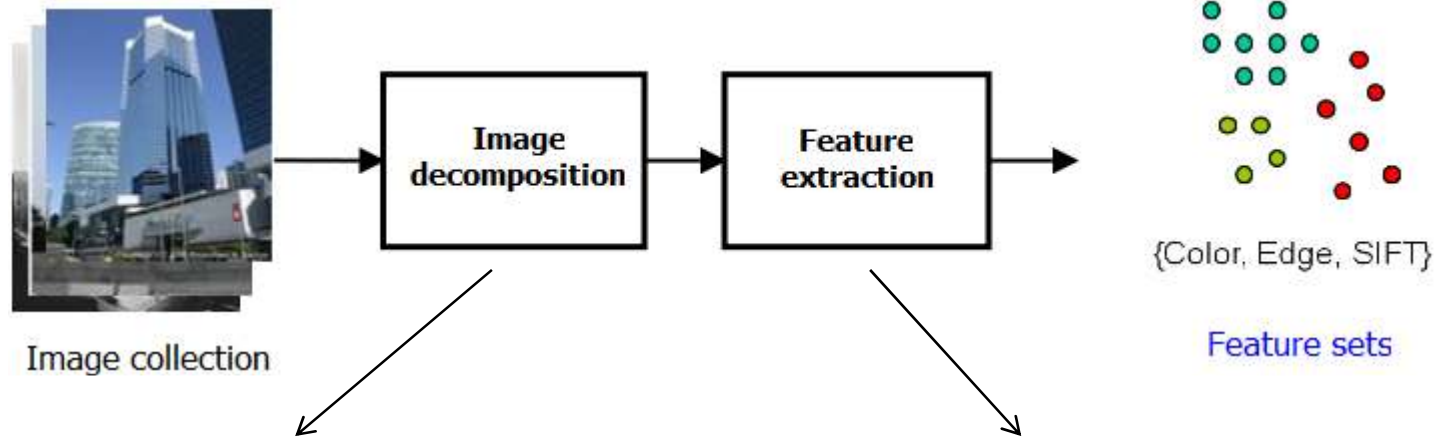 Image
decomposition
Feature
extraction
{Color, Edge, SIFT}
Image collection
Feature sets